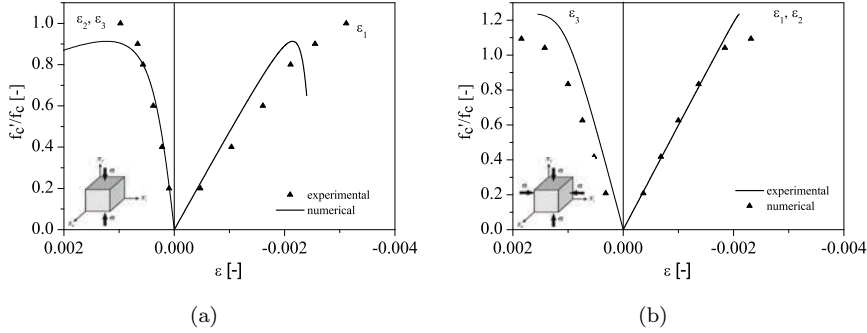 ε2, ε3
ε1
1.0
0.8
0.6
0.4
0.2
0.0
fc'/fc [-]
experimental
numerical
0.002
0.000
-0.002
-0.004
ε [-]
(a)
ε3
ε1, ε2
1.2
1.0
0.8
0.6
0.4
0.2
0.0
fc'/fc [-]
experimental
numerical
0.002
0.000
-0.002
-0.004
ε [-]
(b)